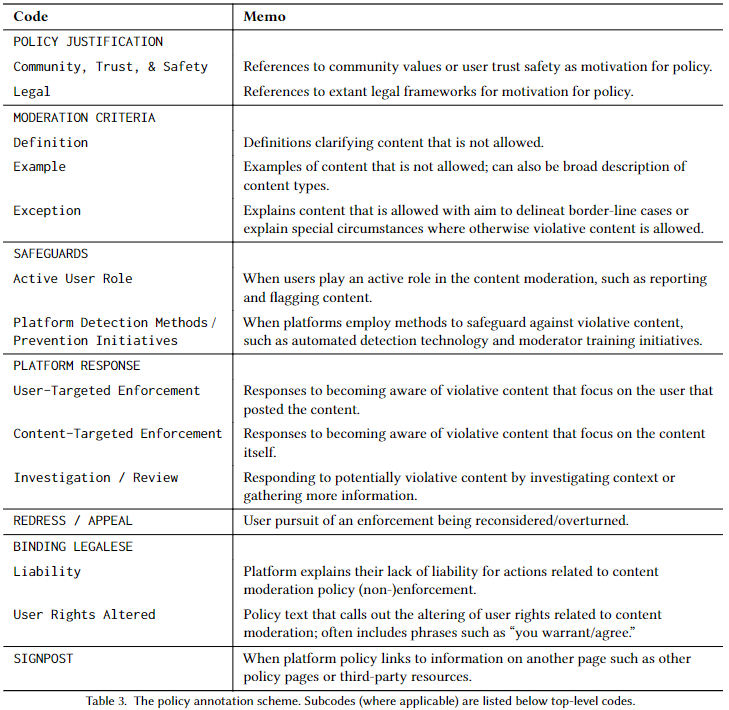 Code Memo
POLICY JUSTIFICATION
Community, Trust, & Safety References to community values or user trust safety as motivation for policy.
Legal References to extant legal frameworks for motivation for policy.
MODERATION CRITERIA
Definition Definitions clarifying content that is not allowed.
Example Examples of content that is not allowed; can also be broad description of
content types.
Exception Explains content that is allowed with aim to delineat border-line cases or
explain special circumstances where otherwise violative content is allowed.
SAFEGUARDS
Active User Role When users play an active role in the content moderation, such as reporting
and flagging content.
Platform Detection Methods / When platforms employ methods to safeguard against violative content,
Prevention Initiatives such as automated detection technology and moderator training initiatives.
PLATFORM RESPONSE
User-Targeted Enforcement Responses to becoming aware of violative content that focus on the user that
posted the content.
Content-Targeted Enforcement Responses to becoming aware of violative content that focus on the content
itself.
Investigation / Review Responding to potentially violative content by investigating context or
gathering more information.
REDRESS / APPEAL User pursuit of an enforcement being reconsidered/overturned.
BINDING LEGALESE
Liability Platform explains their lack of liability for actions related to content
moderation policy (non-)enforcement.
User Rights Altered Policy text that calls out the altering of user rights related to content
moderation; often includes phrases such as “you warrant/agree.”
SIGNPOST When platform policy links to information on another page such as other
policy pages or third-party resources.
Table 3. The policy annotation scheme. Subcodes (where applicable) are listed below top-level codes.